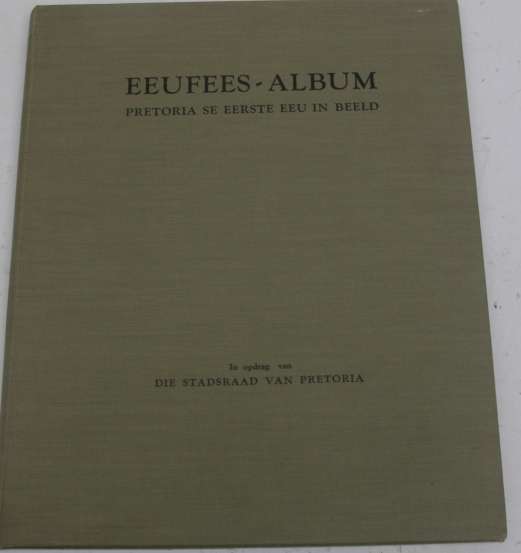 EEUFEES-ALBUM
PRETORIA SE EERSTE EEU IN BEELD
In opdrag van
DIE STADSRAAD VAN PRETORIA